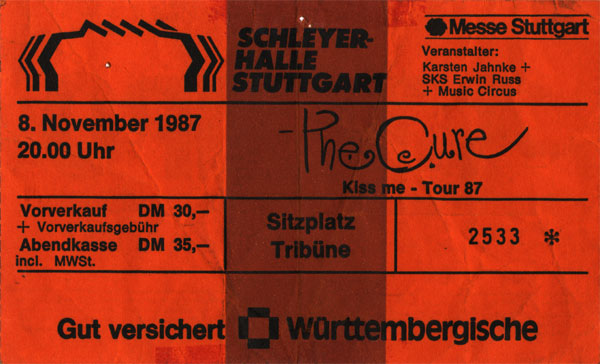 SCHLEYER-
HALLE
STUTTGART
Messe Stuttgart
Veranstalter:
Karsten Jahnke +
SKS Erwin Russ
+ Music Circus
8. November 1987
20.00 Uhr
The Cure
Kiss me - Tour 87
Vorverkauf DM 30,—
+ Vorverkaufsgebühr
Abendkasse DM 35,—
incl. MWSt.
Sitzplatz
Tribüne
2533 *
Gut versichert Württembergische